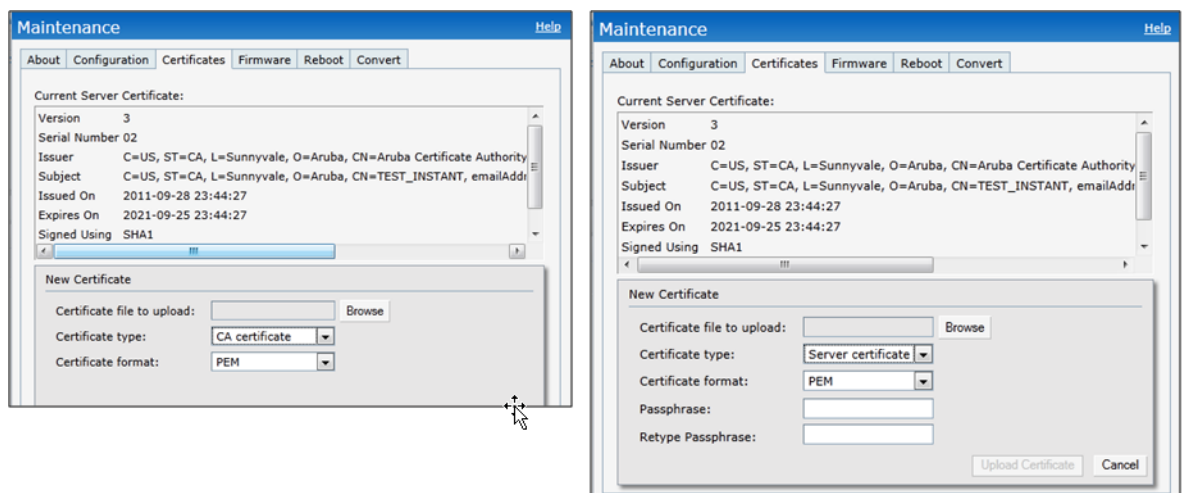 Maintenance Help
About Configuration Certificates Firmware Reboot Convert
Current Server Certificate:
Version 3
Serial Number 02
Issuer C=US, ST=CA, L=Sunnyvale, O=Aruba, CN=Aruba Certificate Authority
Subject C=US, ST=CA, L=Sunnyvale, O=Aruba, CN=TEST_INSTANT, emailAddr
Issued On 2011-09-28 23:44:27
Expires On 2021-09-25 23:44:27
Signed Using SHA1
New Certificate
Certificate file to upload: Browse
Certificate type: CA certificate
Certificate format: PEM
Maintenance Help
About Configuration Certificates Firmware Reboot Convert
Current Server Certificate:
Version 3
Serial Number 02
Issuer C=US, ST=CA, L=Sunnyvale, O=Aruba, CN=Aruba Certificate Authority
Subject C=US, ST=CA, L=Sunnyvale, O=Aruba, CN=TEST_INSTANT, emailAddr
Issued On 2011-09-28 23:44:27
Expires On 2021-09-25 23:44:27
Signed Using SHA1
New Certificate
Certificate file to upload: Browse
Certificate type: Server certificate
Certificate format: PEM
Passphrase:
Retype Passphrase:
Upload Certificate Cancel